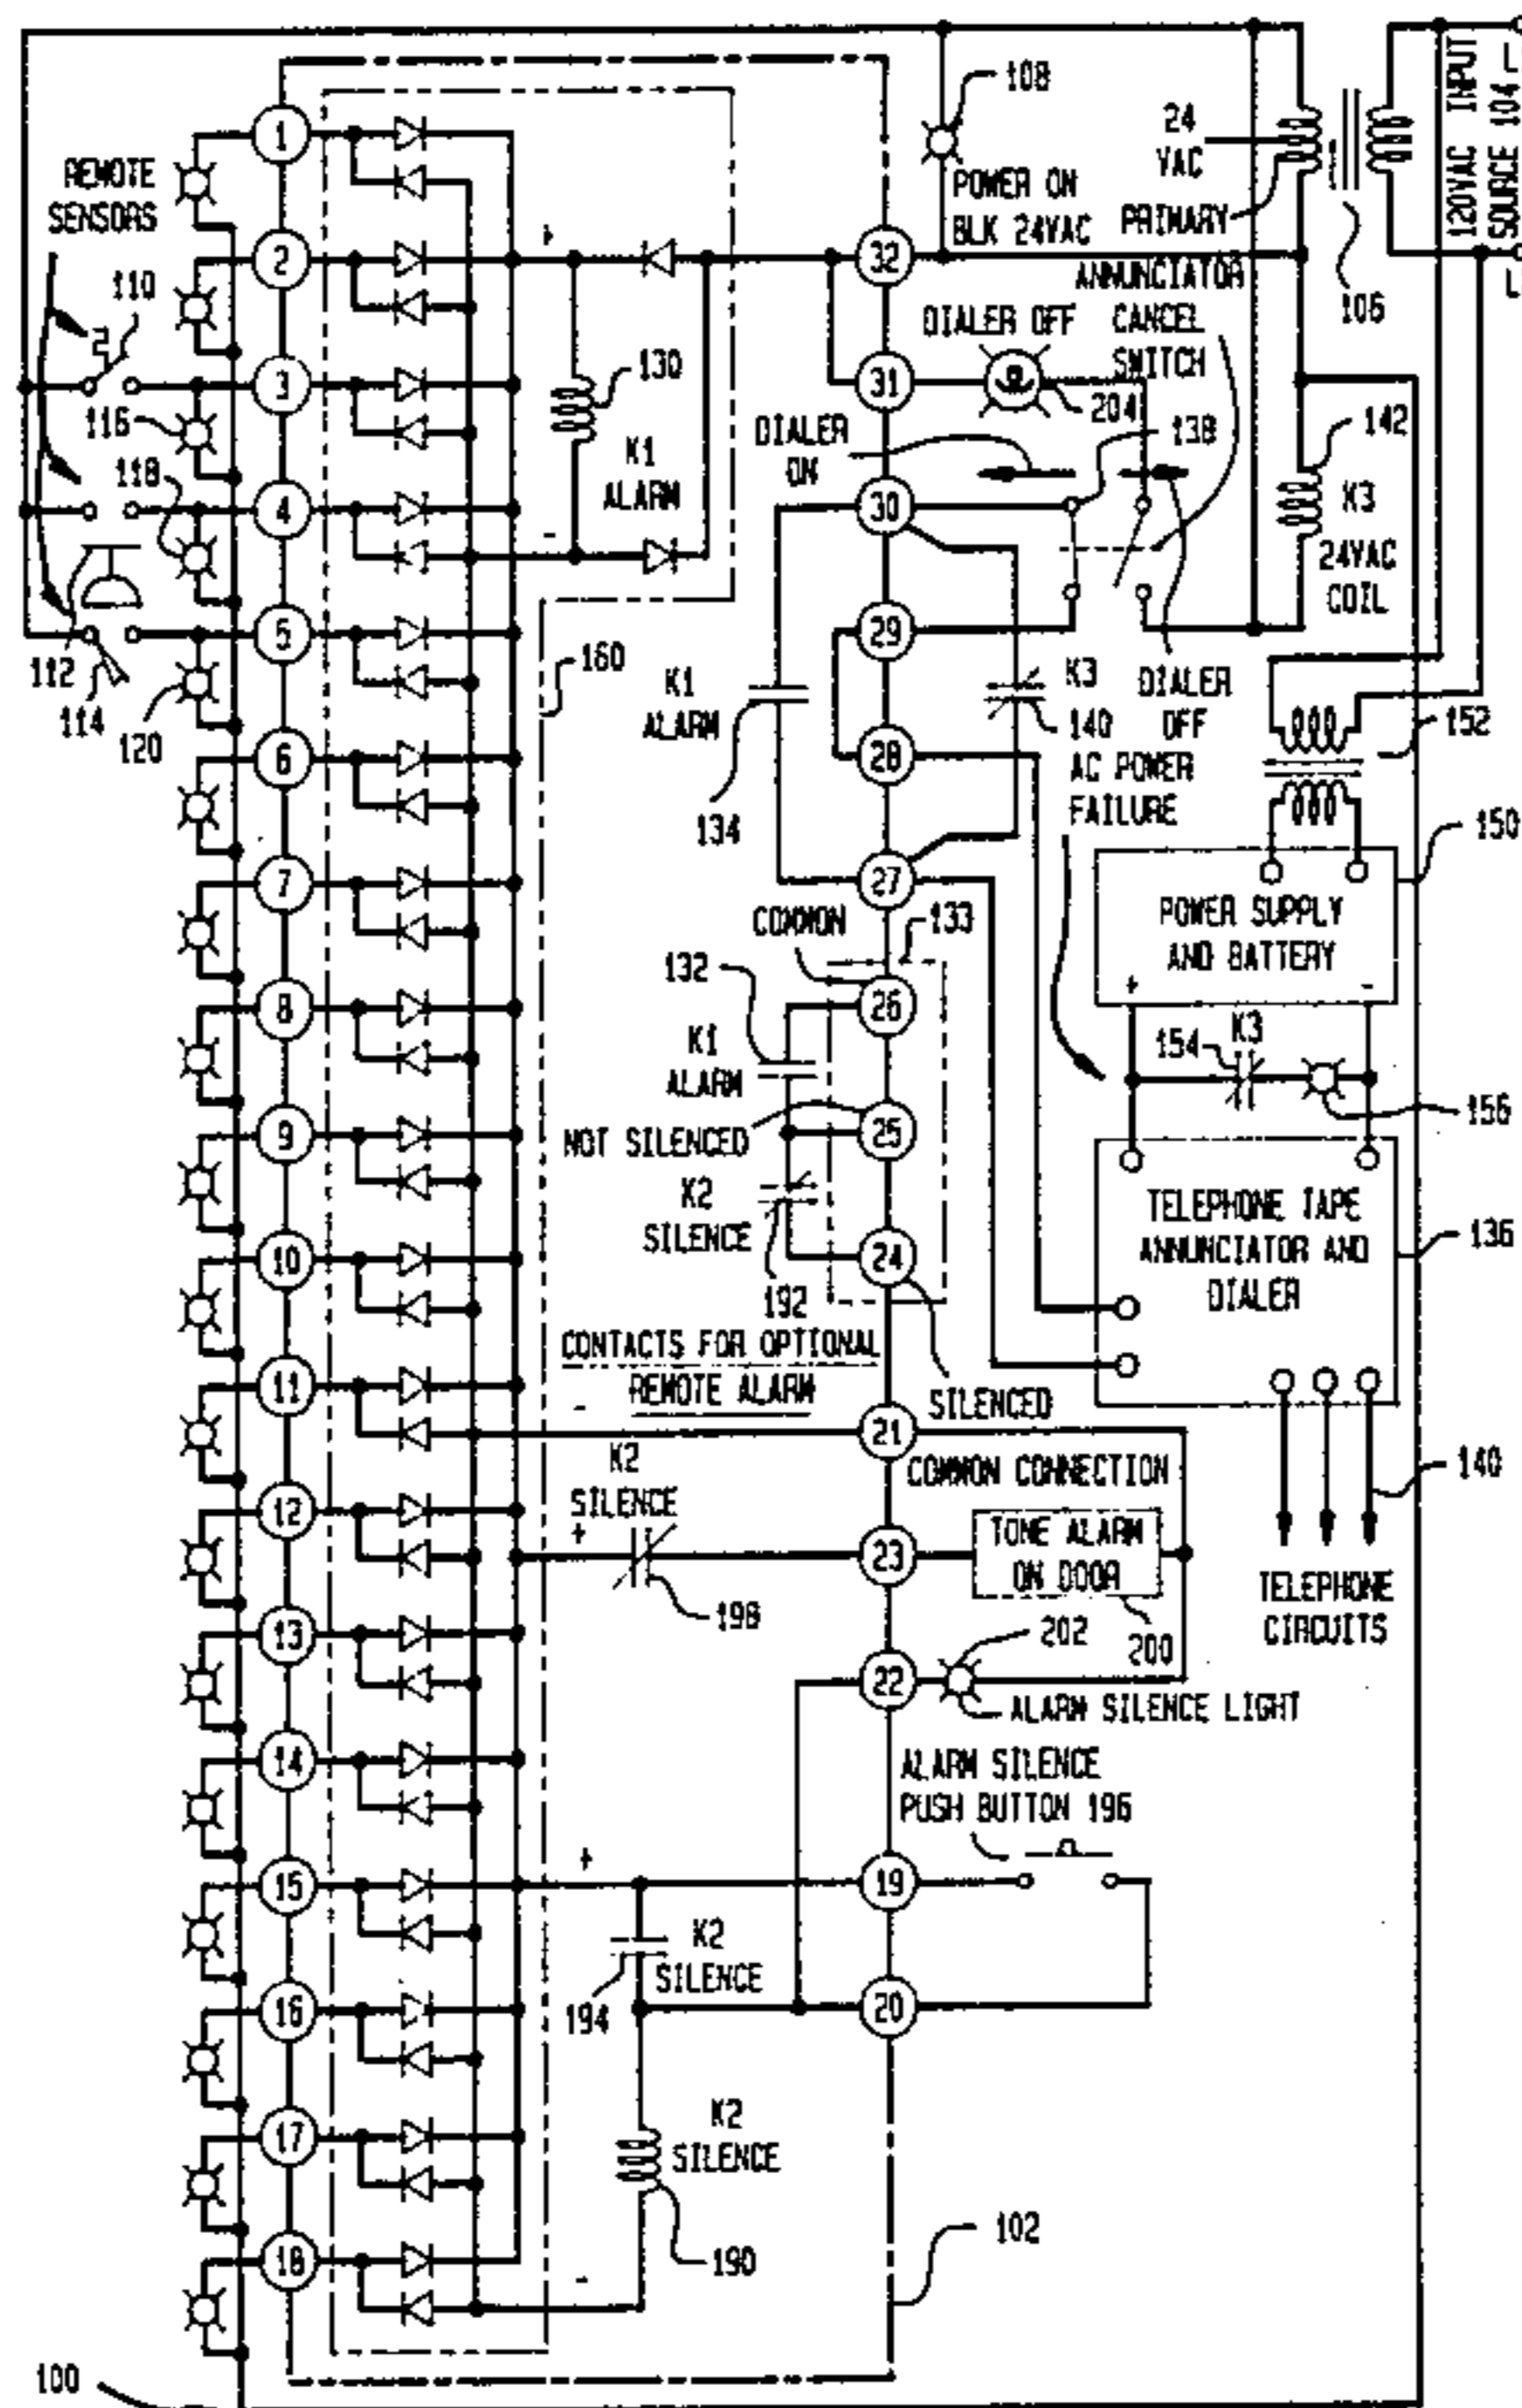 108
1
24
VAC
120VAC INPUT
SOURCE 104
REMOTE
SENSORS
POWER ON
BLK 24VAC
PRIMARY
+
2
110
32
ANNUNCIATOR
CANCEL
SWITCH
106
DIALER OFF
2
3
130
31
204
116
K1
ALARM
DIALER
ON
138
142
118
4
-
30
K3
24VAC
COIL
5
29
112
114
120
160
K1
ALARM
K3
140
DIALER
OFF
152
6
28
AC POWER
FAILURE
134
150
7
27
POWER SUPPLY
AND BATTERY
COMMON
133
132
+
-
8
26
K1
ALARM
154
K3
156
9
NOT SILENCED
25
K2
SILENCE
TELEPHONE TAPE
ANNUNCIATOR AND
DIALER
136
10
24
192
CONTACTS FOR OPTIONAL
REMOTE ALARM
11
-
SILENCED
21
K2
SILENCE
COMMON CONNECTION
140
12
+
23
TONE ALARM
ON DOOR
TELEPHONE
CIRCUITS
198
13
202
200
22
ALARM SILENCE LIGHT
14
ALARM SILENCE
PUSH BUTTON 196
+
15
19
K2
SILENCE
194
16
20
17
K2
SILENCE
102
18
190
-
100